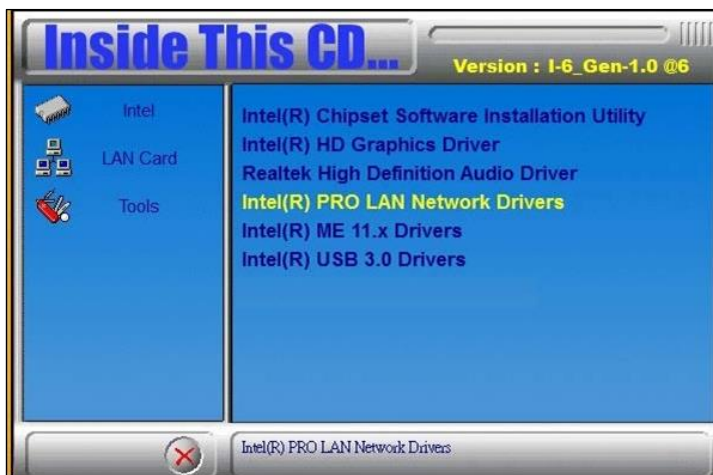 Inside This CD...
Version : I-6_Gen-1.0 @6
Intel
LAN Card
Tools
Intel(R) Chipset Software Installation Utility
Intel(R) HD Graphics Driver
Realtek High Definition Audio Driver
Intel(R) PRO LAN Network Drivers
Intel(R) ME 11.x Drivers
Intel(R) USB 3.0 Drivers
Intel(R) PRO LAN Network Drivers